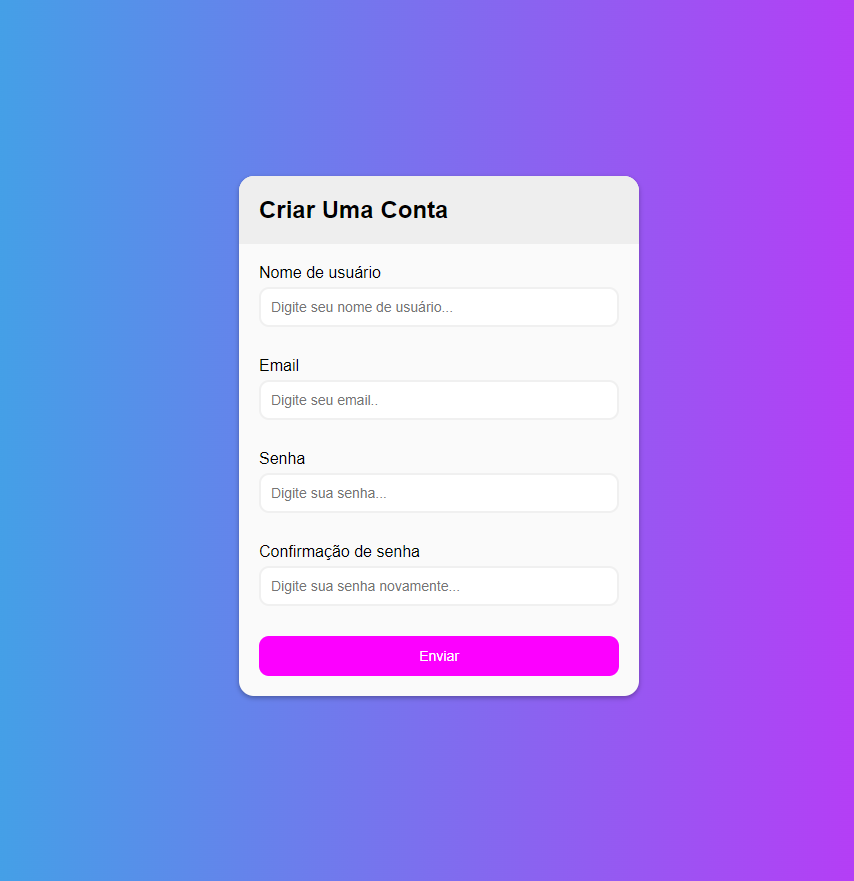 Criar Uma Conta
Nome de usuário
Digite seu nome de usuário...
Email
Digite seu email..
Senha
Digite sua senha...
Confirmação de senha
Digite sua senha novamente...
Enviar